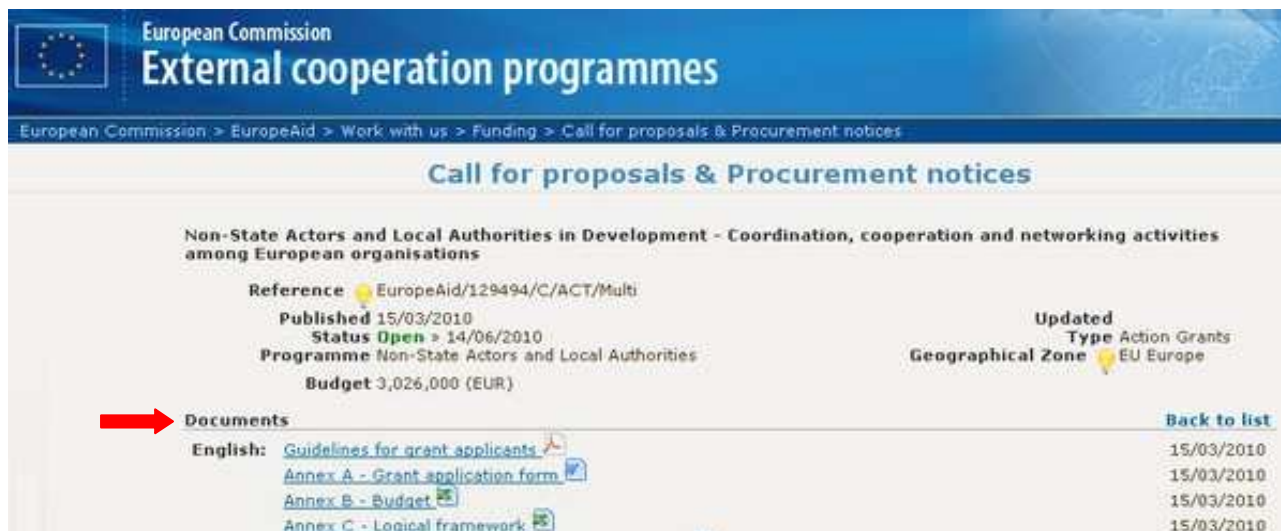 European Commission
External cooperation programmes
European Commission > EuropeAid > Work with us > Funding > Call for proposals & Procurement notices
Call for proposals & Procurement notices
Non-State Actors and Local Authorities in Development - Coordination, cooperation and networking activities
among European organisations
Reference EuropeAid/129494/C/ACT/Multi
Published 15/03/2010 Updated
Status Open » 14/06/2010 Type Action Grants
Programme Non-State Actors and Local Authorities Geographical Zone EU Europe
Budget 3,026,000 (EUR)
Documents Back to list
English: Guidelines for grant applicants 15/03/2010
Annex A - Grant application form 15/03/2010
Annex B - Budget 15/03/2010
Annex C - Logical framework 15/03/2010